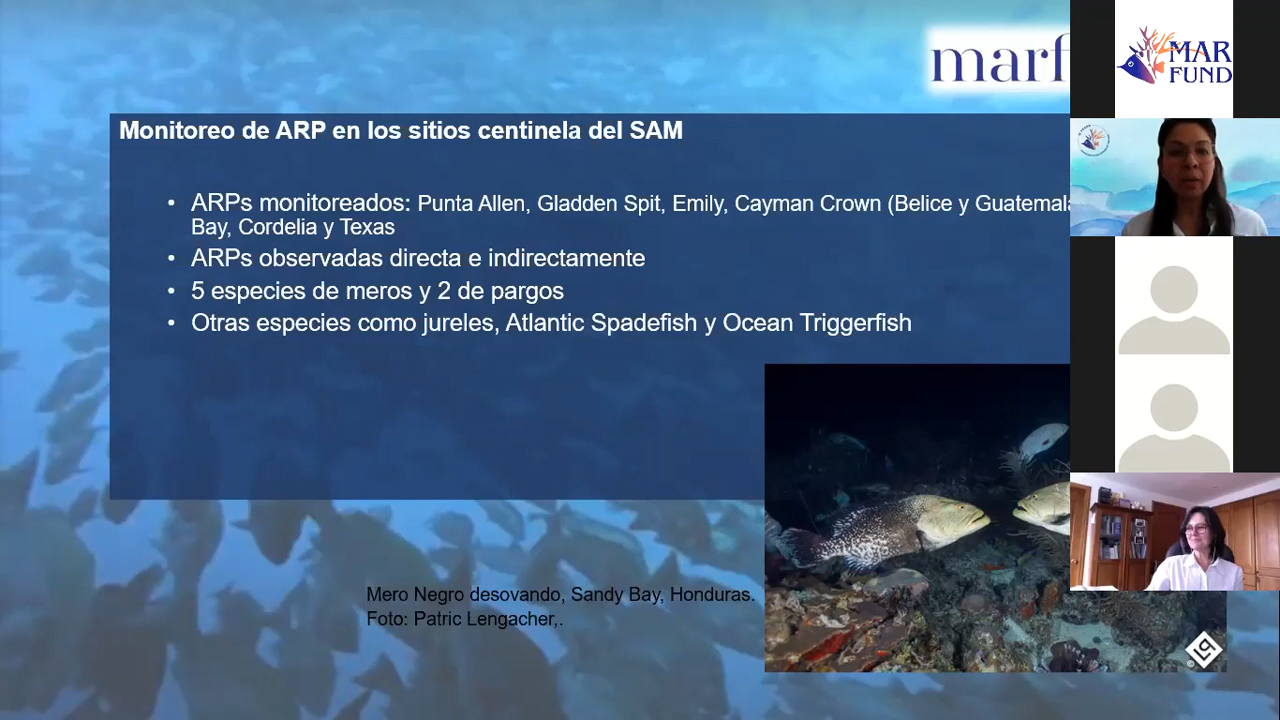 marf
MAR
FUND
Monitoreo de ARP en los sitios centinela del SAM
• ARPs monitoreados: Punta Allen, Gladden Spit, Emily, Cayman Crown (Belice y Guatemala
Bay, Cordelia y Texas
• ARPs observadas directa e indirectamente
• 5 especies de meros y 2 de pargos
• Otras especies como jureles, Atlantic Spadefish y Ocean Triggerfish
Mero Negro desovando, Sandy Bay, Honduras.
Foto: Patric Lengacher,.